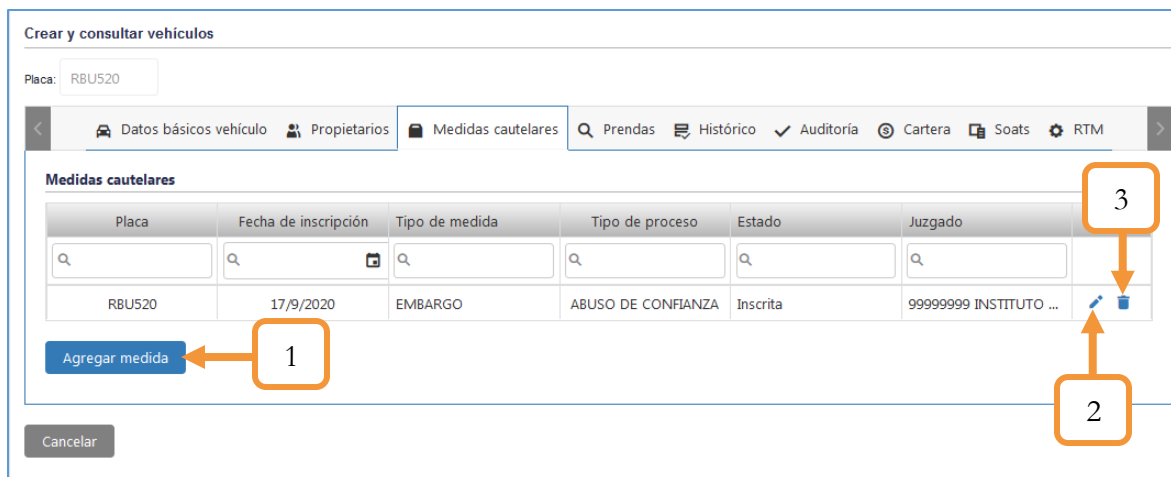 Crear y consultar vehículos
Placa: RBU520
Datos básicos vehículo Propietarios Medidas cautelares Prendas Histórico Auditoría Cartera Soats RTM
Medidas cautelares
3
Placa Fecha de inscripción Tipo de medida Tipo de proceso Estado Juzgado
RBU520 17/9/2020 EMBARGO ABUSO DE CONFIANZA Inscrita 99999999 INSTITUTO ...
Agregar medida 1
2
Cancelar